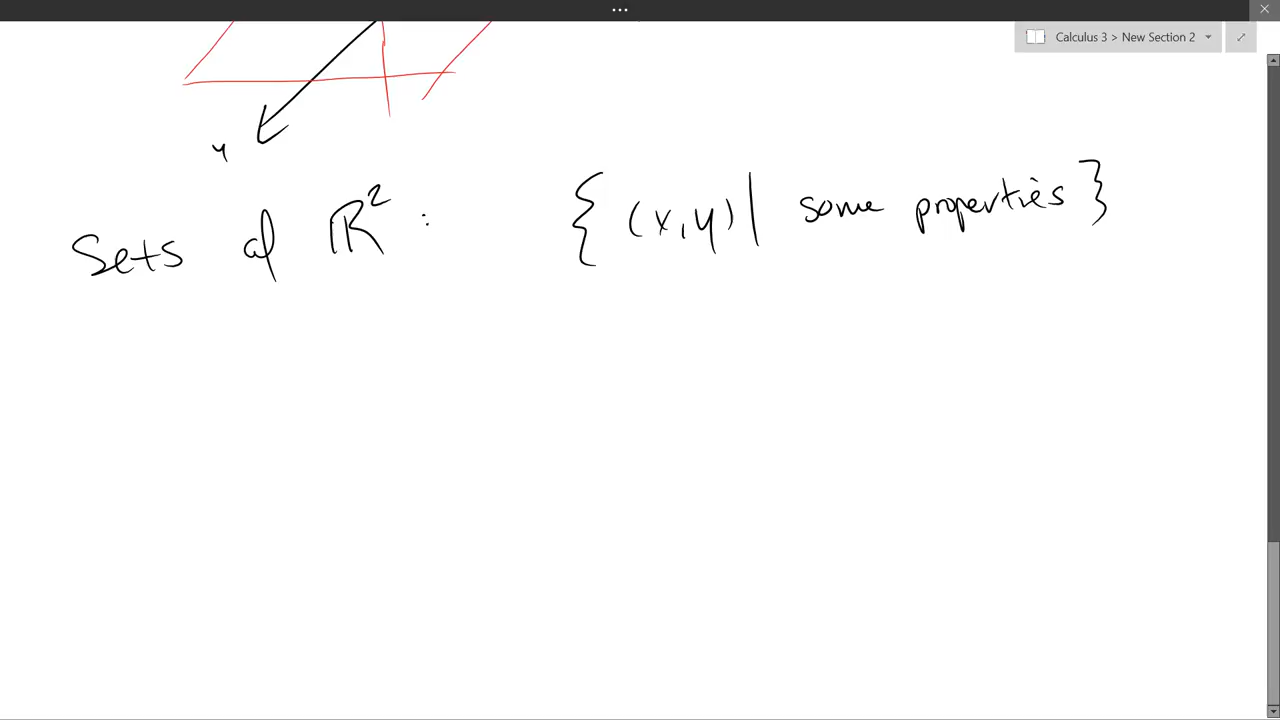 Calculus 3 > New Section 2
y
Sets of ℝ² : { (x,y) | some properties }